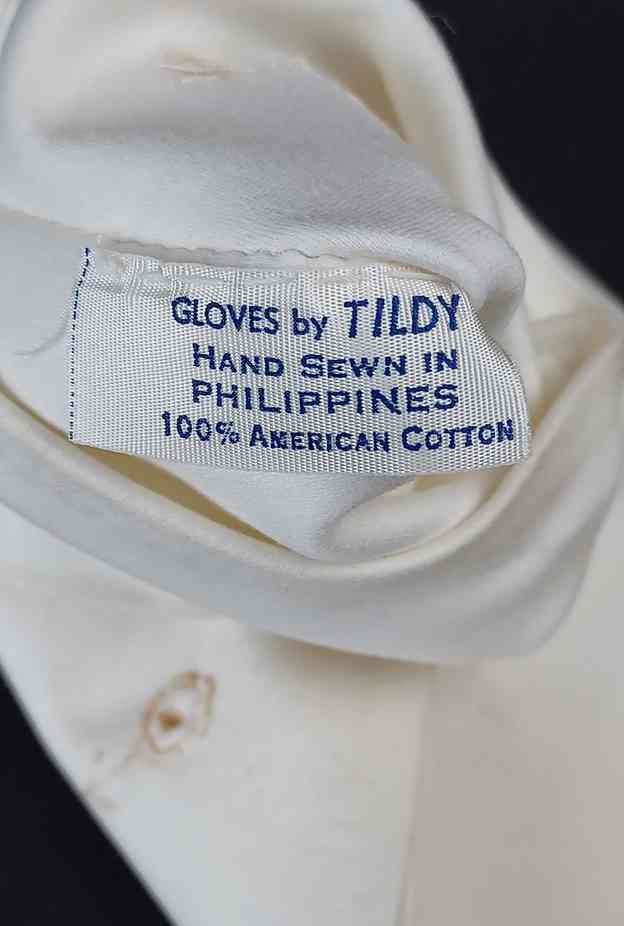 GLOVES by TILDY
HAND SEWN IN
PHILIPPINES
100% AMERICAN COTTON